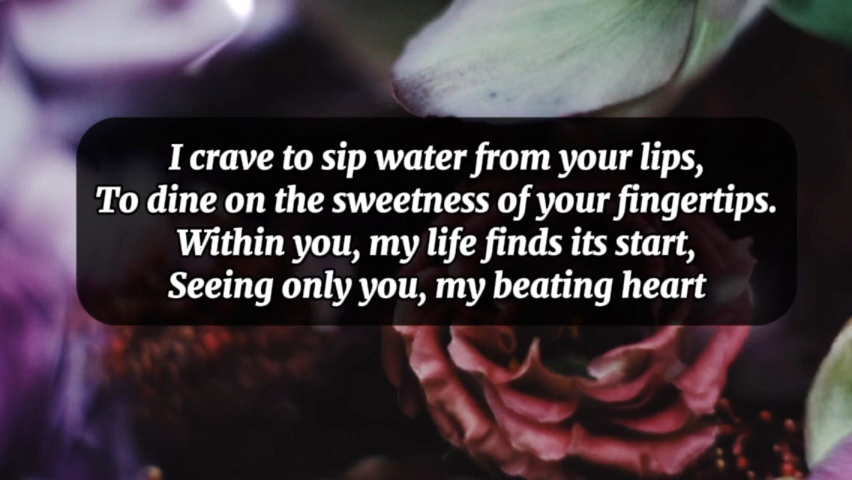 I crave to sip water from your lips,
To dine on the sweetness of your fingertips.
Within you, my life finds its start,
Seeing only you, my beating heart